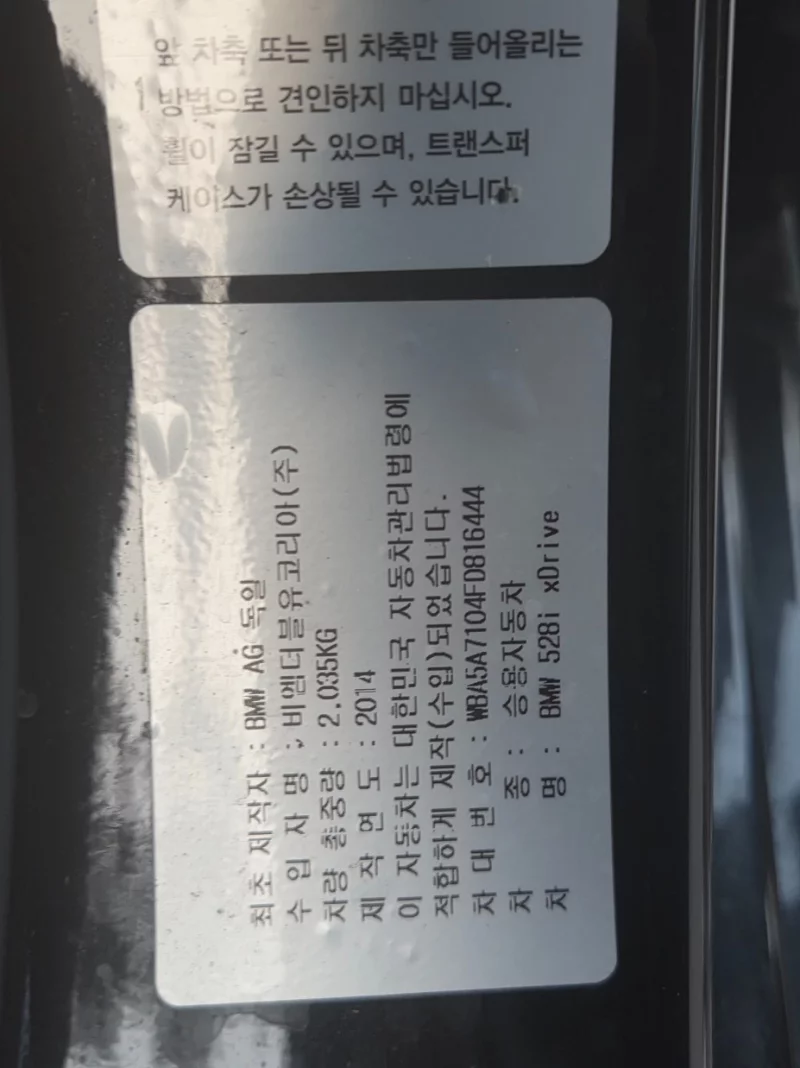 앞 차축 또는 뒤 차축만 들어올리는
방법으로 견인하지 마십시오.
휠이 잠길 수 있으며, 트랜스퍼
케이스가 손상될 수 있습니다.
최초 제작자 : BMW AG 독일
수 입 자 명 : 비엠더블유코리아(주)
차량 총중량 : 2.035KG
제 작 연 도 : 2014
이 자동차는 대한민국 자동차관리법령에
적합하게 제작(수입)되었습니다.
차 대 번 호 : WBA5A7104FD816444
차 종 : 승용자동차
차 명 : BMW 528i xDrive